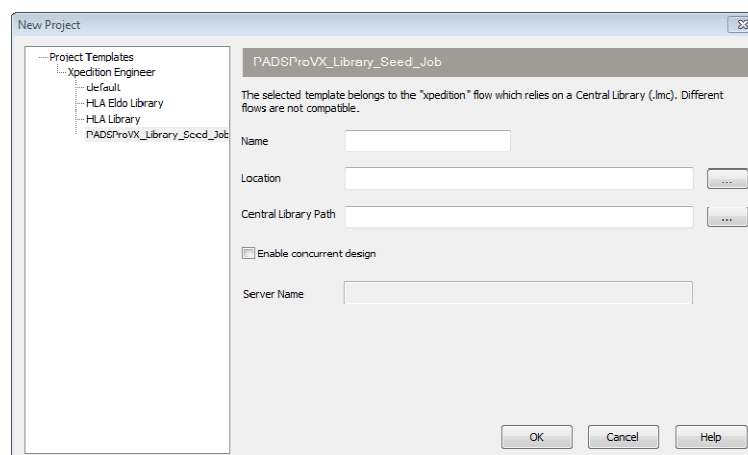 New Project
Project Templates
Xpedition Engineer
default
HLA Eldo Library
HLA Library
PADSProVX_Library_Seed_Job
PADSProVX_Library_Seed_Job
The selected template belongs to the "xpedition" flow which relies on a Central Library (.lmc). Different
flows are not compatible.
Name
Location
...
Central Library Path
...
Enable concurrent design
Server Name
OK
Cancel
Help